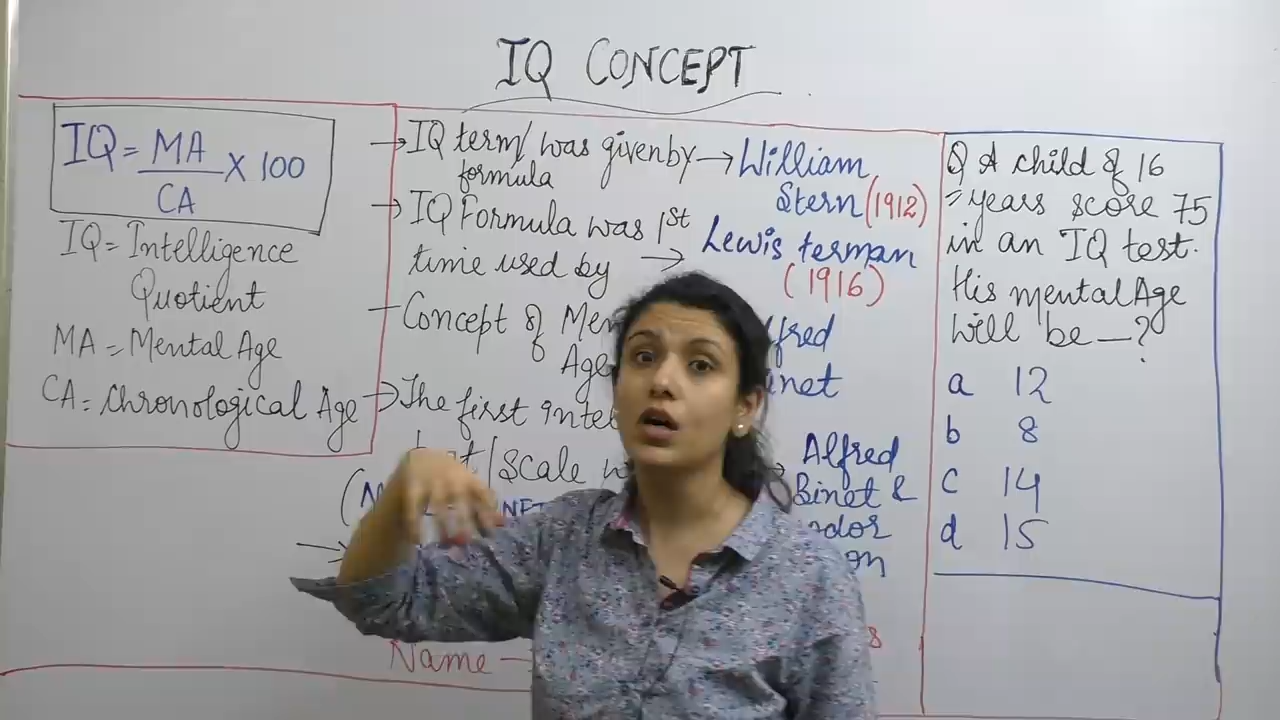 IQ CONCEPT
IQ = MA / CA X 100
IQ = Intelligence
Quotient
MA = Mental Age
CA = Chronological Age
→ IQ term/ was given by → William
formula
Stern (1912)
→ IQ Formula was 1st
time used by → Lewis terman
(1916)
Concept of
Age
Binet
→ The first
Scale
Alfred
Binet &
Name –
Q A child of 16
years score 75
in an IQ test.
His mental Age
will be —?
a 12
b 8
c 14
d 15